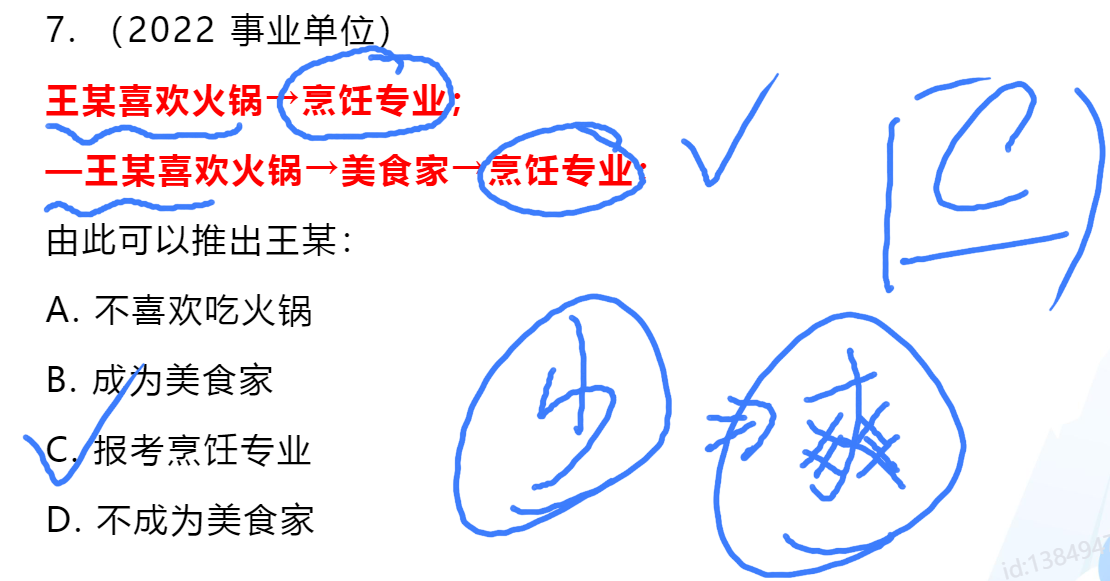 7. （2022 事业单位）
王某喜欢火锅→烹饪专业；
—王某喜欢火锅→美食家→烹饪专业；
C
由此可以推出王某：
A. 不喜欢吃火锅
B. 成为美食家
C. 报考烹饪专业
D. 不成为美食家